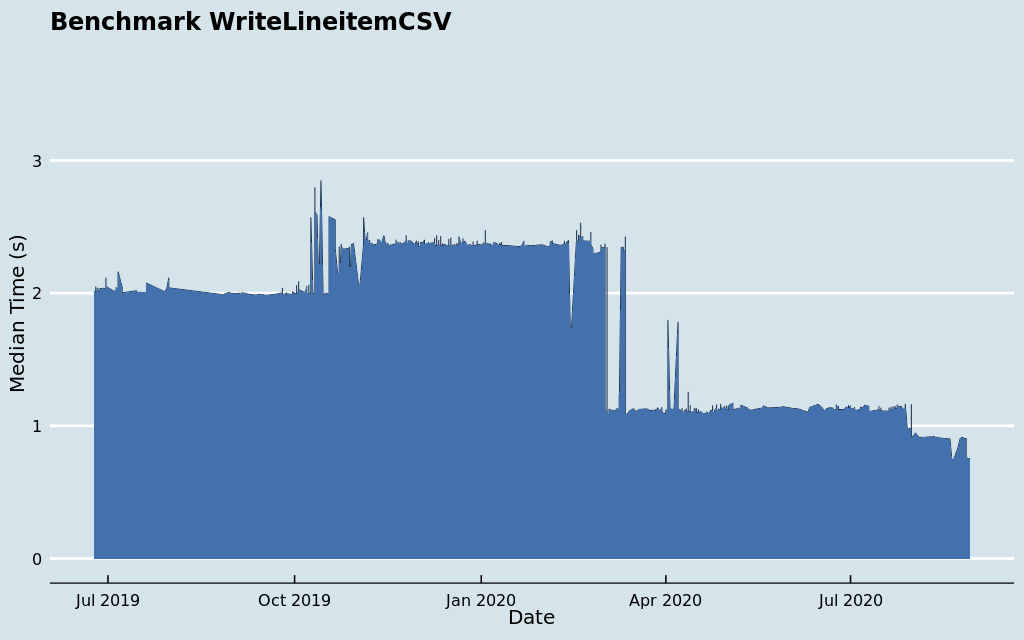 Benchmark WriteLineitemCSV
Median Time (s)
3
2
1
0
Jul 2019 Oct 2019 Jan 2020 Apr 2020 Jul 2020
Date